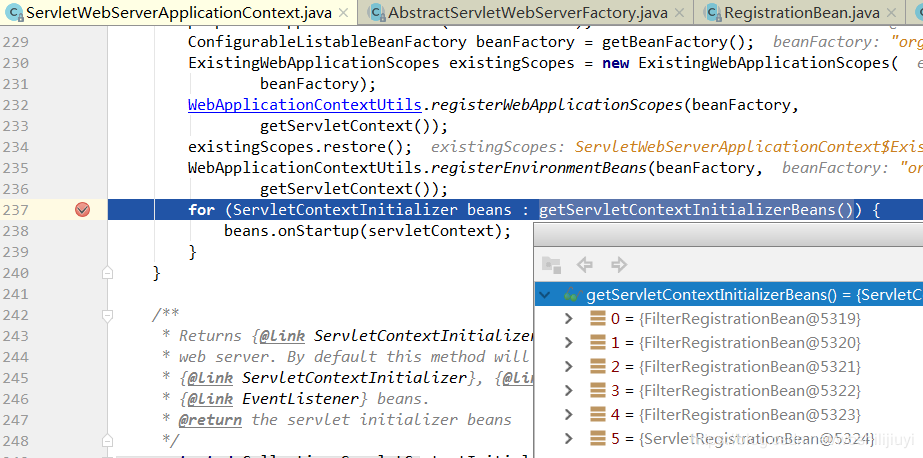 ServletWebServerApplicationContext.java × AbstractServletWebServerFactory.java × RegistrationBean.java ×
229 ConfigurableListableBeanFactory beanFactory = getBeanFactory(); beanFactory: "org
230 ExistingWebApplicationScopes existingScopes = new ExistingWebApplicationScopes( e
231 beanFactory);
232 WebApplicationContextUtils.registerWebApplicationScopes(beanFactory,
233 getServletContext());
234 existingScopes.restore(); existingScopes: ServletWebServerApplicationContext$Exis
235 WebApplicationContextUtils.registerEnvironmentBeans(beanFactory, beanFactory: "or
236 getServletContext());
237 for (ServletContextInitializer beans : getServletContextInitializerBeans()) {
238 beans.onStartup(servletContext);
239 }
240 }
241
242 /**
243 * Returns {@link ServletContextInitializer
244 * web server. By default this method will
245 * {@link ServletContextInitializer}, {@li
246 * {@link EventListener} beans.
247 * @return the servlet initializer beans
248 */
getServletContextInitializerBeans() = {ServletC
0 = {FilterRegistrationBean@5319}
1 = {FilterRegistrationBean@5320}
2 = {FilterRegistrationBean@5321}
3 = {FilterRegistrationBean@5322}
4 = {FilterRegistrationBean@5323}
5 = {ServletRegistrationBean@5324}